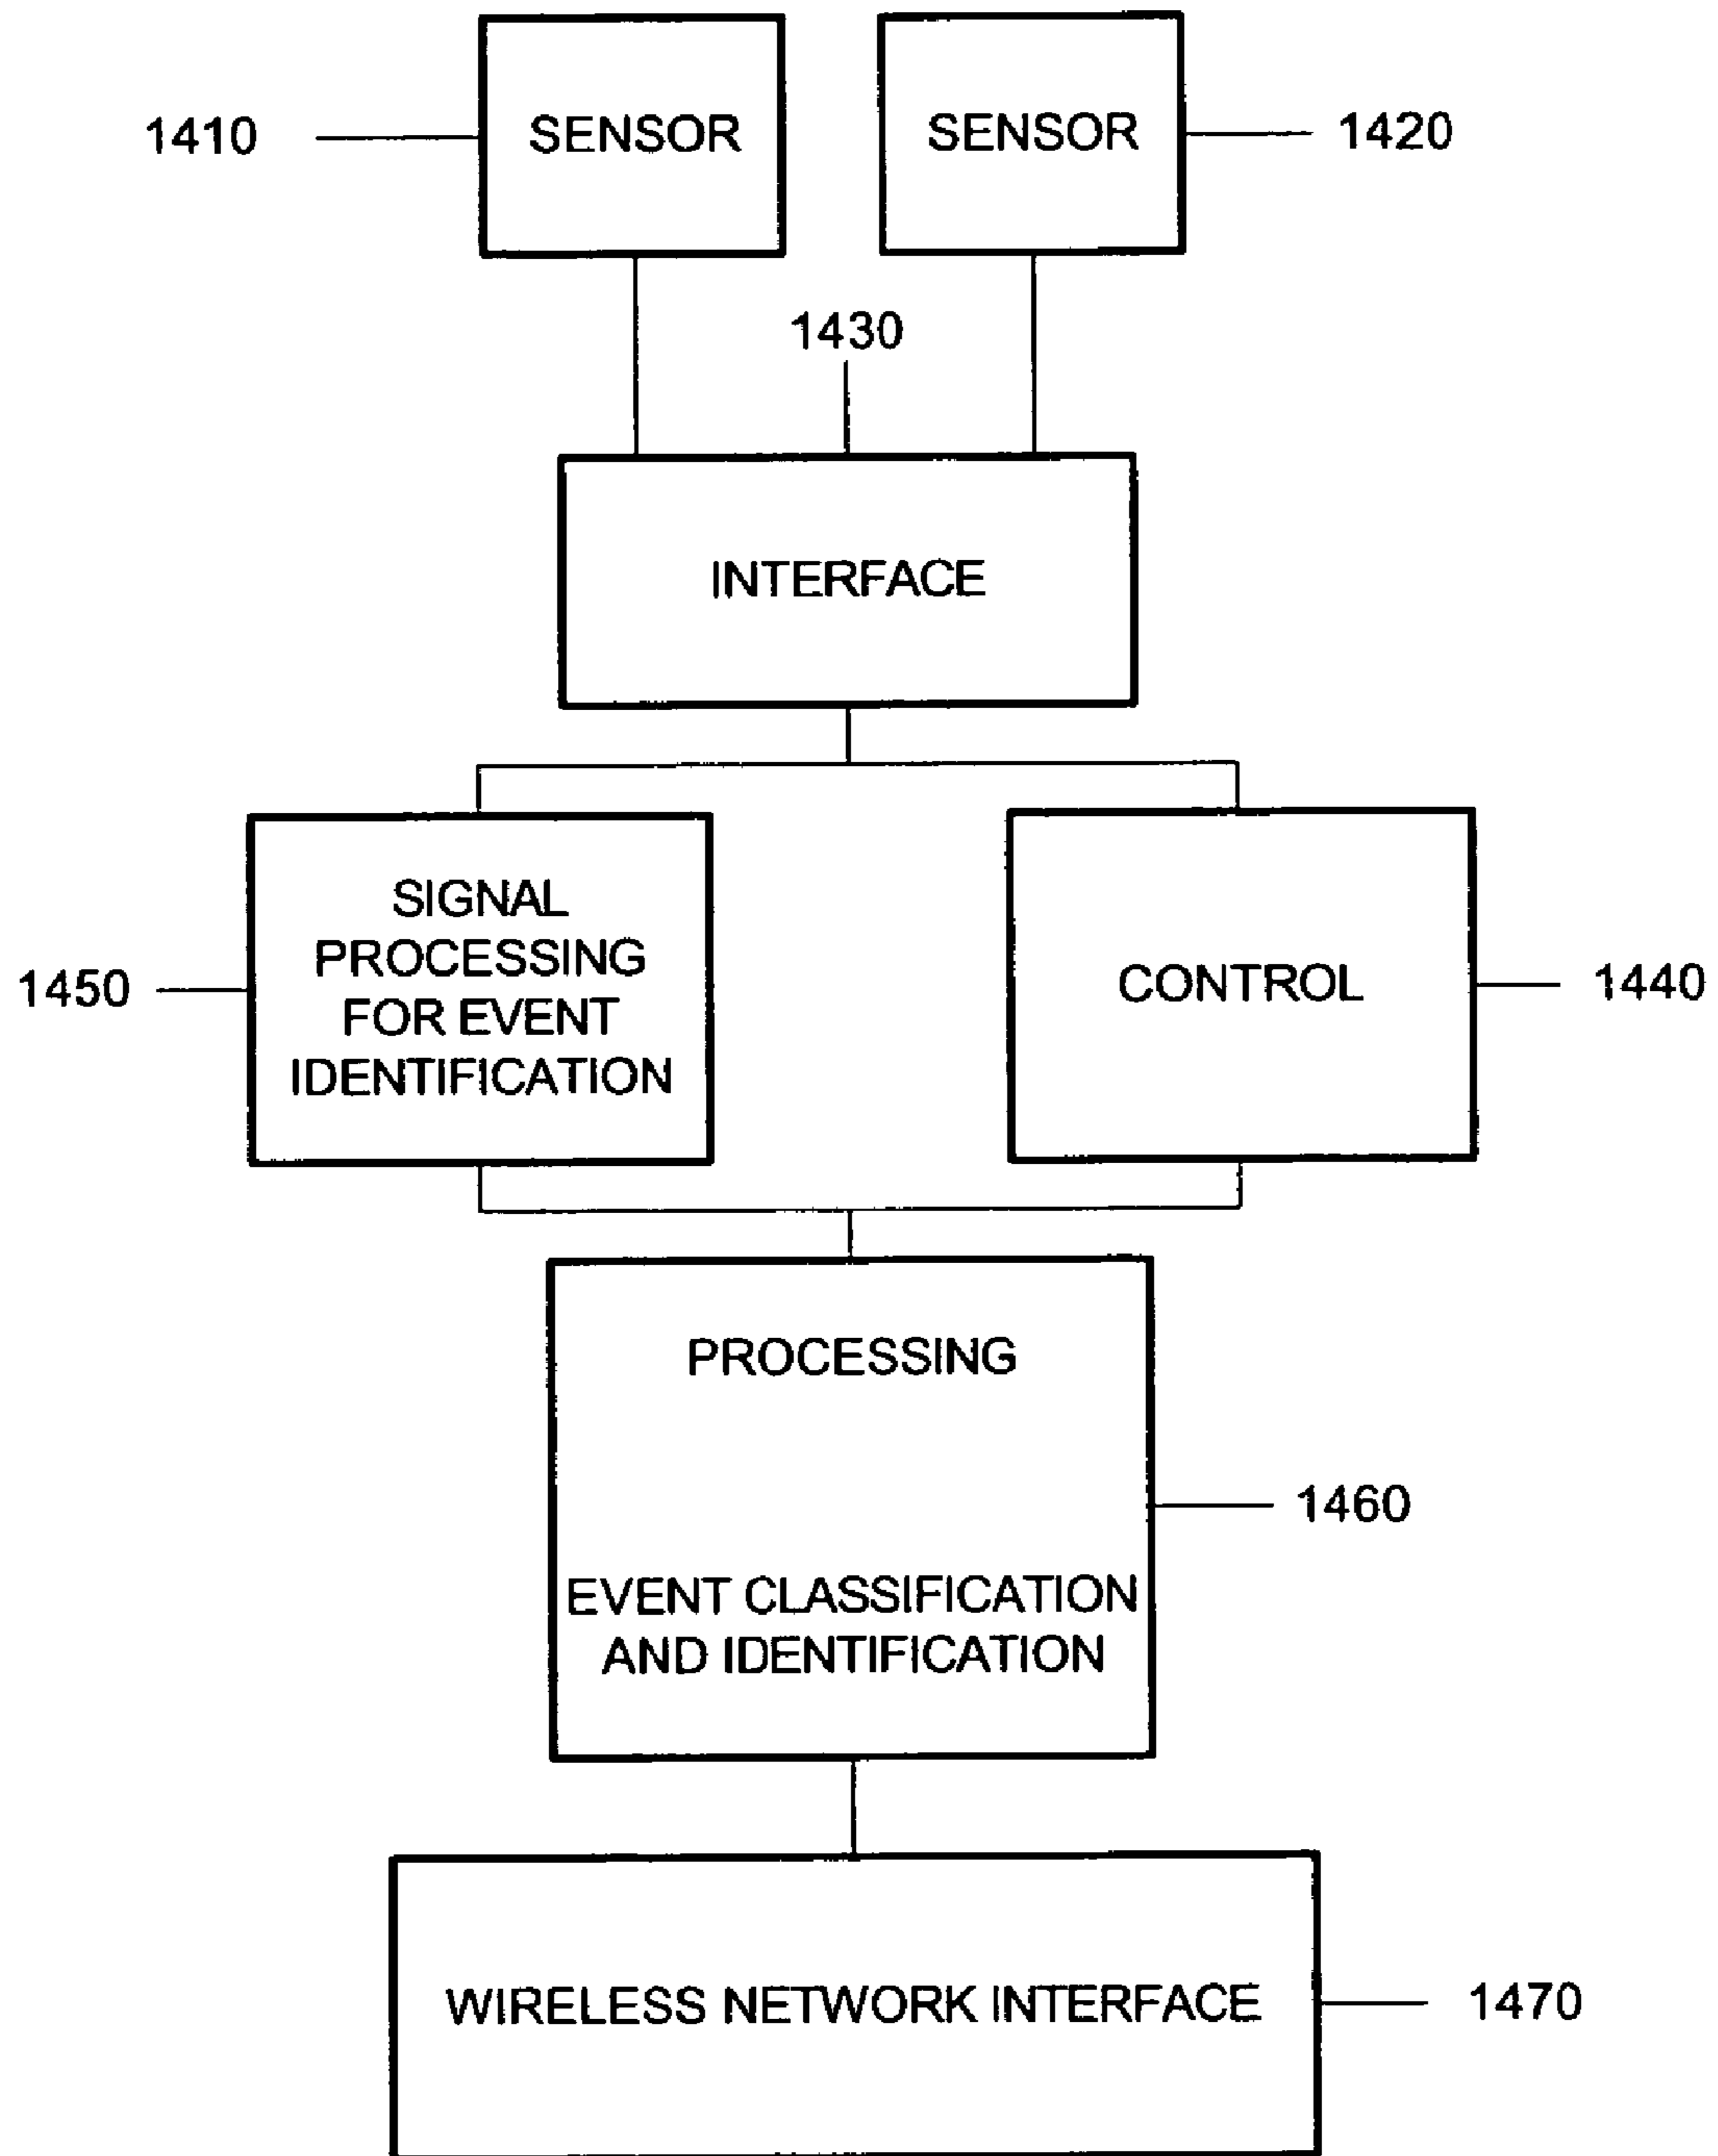 1410
SENSOR
SENSOR
1420
1430
INTERFACE
1450
SIGNAL
PROCESSING
FOR EVENT
IDENTIFICATION
CONTROL
1440
PROCESSING
1460
EVENT CLASSIFICATION
AND IDENTIFICATION
WIRELESS NETWORK INTERFACE
1470